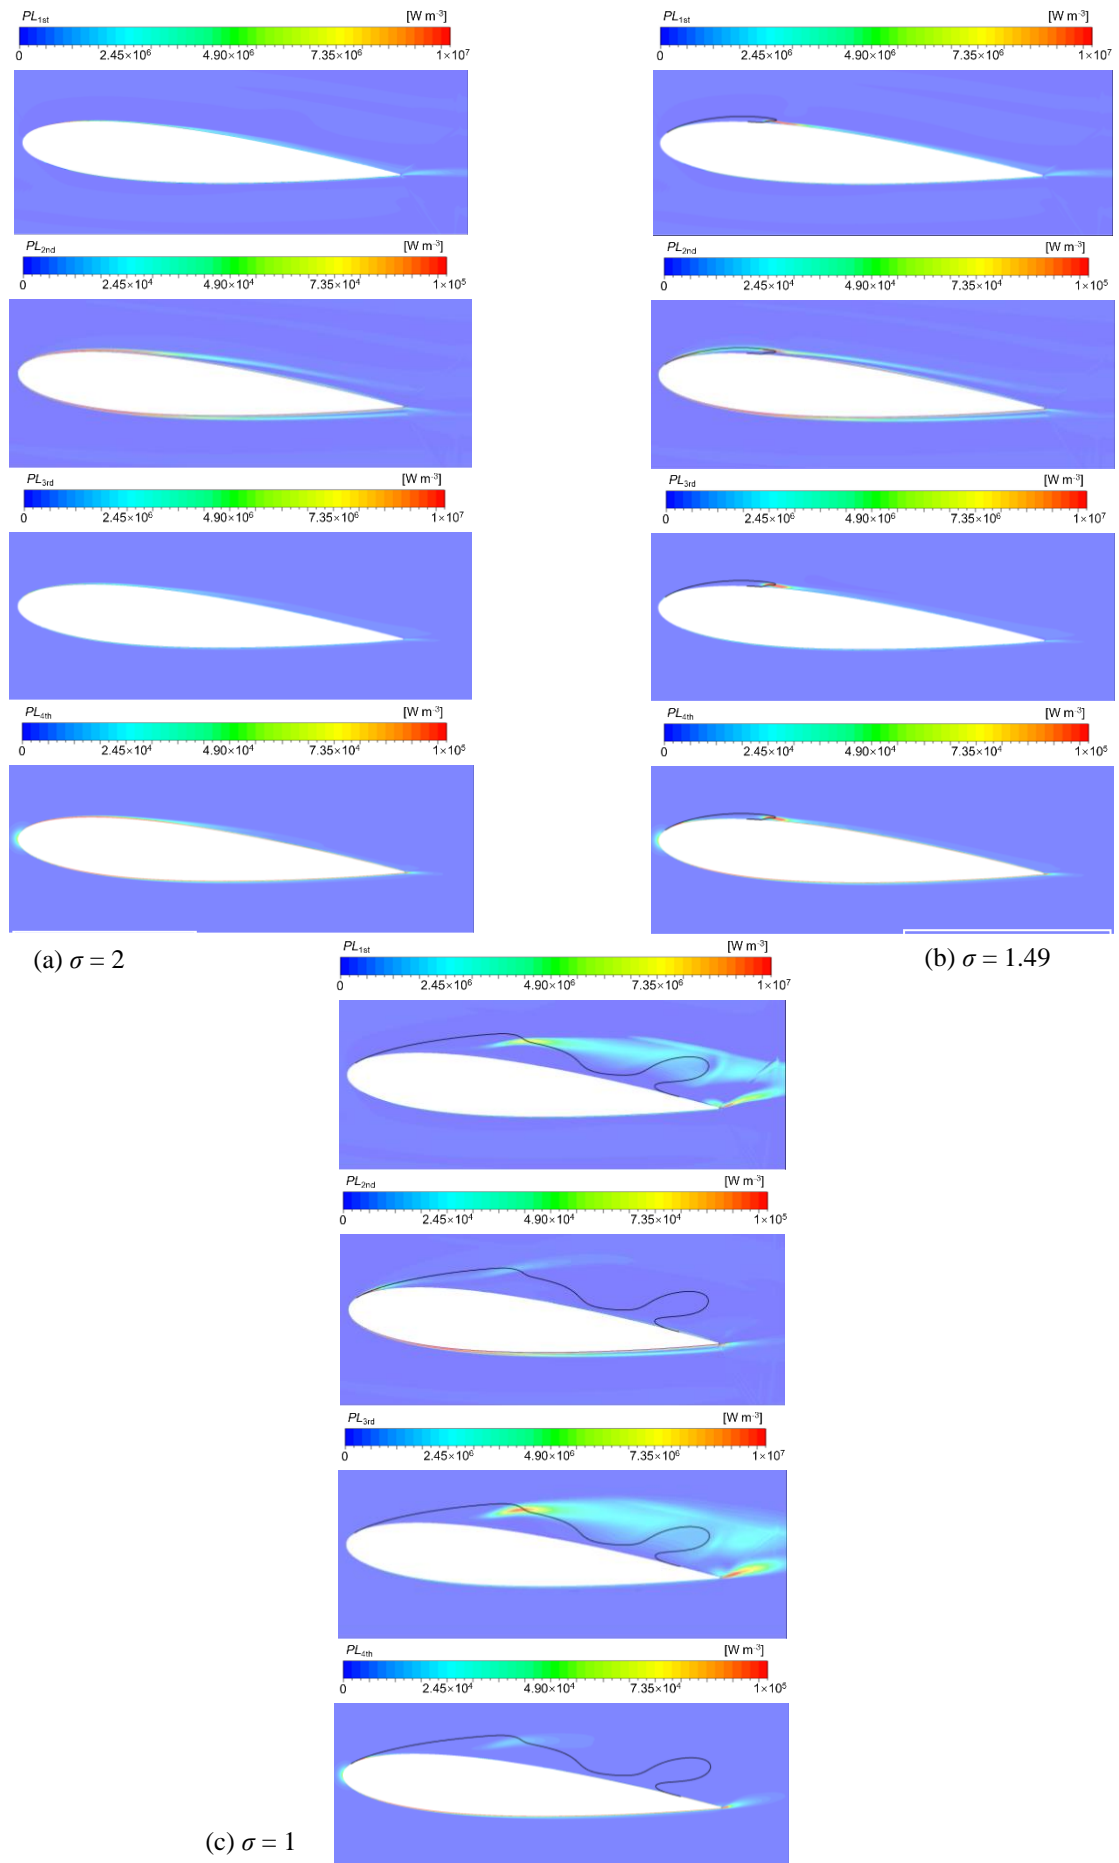 PL1st [W m-3]
0 2.45×10⁶ 4.90×10⁶ 7.35×10⁶ 1×10⁷
PL2nd [W m-3]
0 2.45×10⁴ 4.90×10⁴ 7.35×10⁴ 1×10⁵
PL3rd [W m-3]
0 2.45×10⁶ 4.90×10⁶ 7.35×10⁶ 1×10⁷
PL4th [W m-3]
0 2.45×10⁴ 4.90×10⁴ 7.35×10⁴ 1×10⁵
(a) σ = 2
PL1st [W m-3]
0 2.45×10⁶ 4.90×10⁶ 7.35×10⁶ 1×10⁷
PL2nd [W m-3]
0 2.45×10⁴ 4.90×10⁴ 7.35×10⁴ 1×10⁵
PL3rd [W m-3]
0 2.45×10⁶ 4.90×10⁶ 7.35×10⁶ 1×10⁷
PL4th [W m-3]
0 2.45×10⁴ 4.90×10⁴ 7.35×10⁴ 1×10⁵
(b) σ = 1.49
PL1st [W m-3]
0 2.45×10⁶ 4.90×10⁶ 7.35×10⁶ 1×10⁷
PL2nd [W m-3]
0 2.45×10⁴ 4.90×10⁴ 7.35×10⁴ 1×10⁵
PL3rd [W m-3]
0 2.45×10⁶ 4.90×10⁶ 7.35×10⁶ 1×10⁷
PL4th [W m-3]
0 2.45×10⁴ 4.90×10⁴ 7.35×10⁴ 1×10⁵
(c) σ = 1